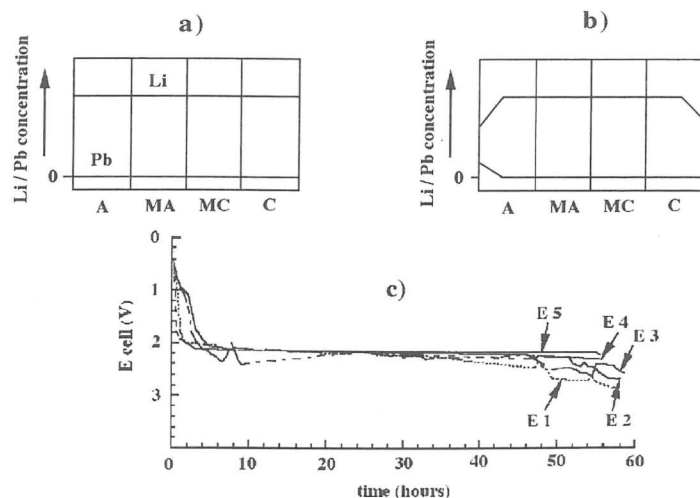 a)
b)
Li / Pb concentration
Li
Pb
0
A MA MC C
Li / Pb concentration
0
A MA MC C
c)
E cell (V)
0
1
2
3
E 5
E 4
E 3
E 1
E 2
0 10 20 30 40 50 60
time (hours)